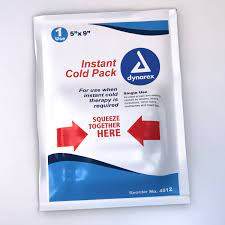 1
Use
5" x 9"
Instant
Cold Pack
dynarex
For use when
instant cold
therapy is
required
Single Use
SQUEEZE
TOGETHER
HERE
Reorder No. 4512